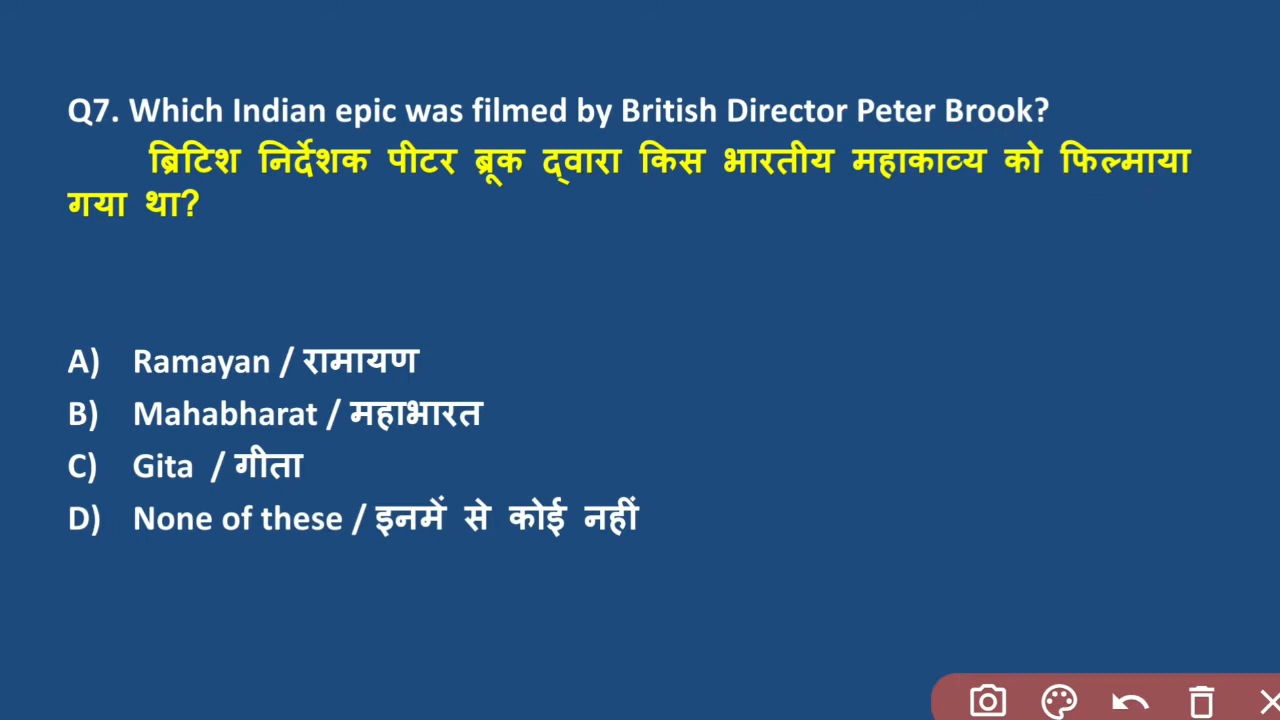 Q7. Which Indian epic was filmed by British Director Peter Brook?
ब्रिटिश निर्देशक पीटर ब्रूक द्वारा किस भारतीय महाकाव्य को फिल्माया
गया था?
A) Ramayan / रामायण
B) Mahabharat / महाभारत
C) Gita / गीता
D) None of these / इनमें से कोई नहीं